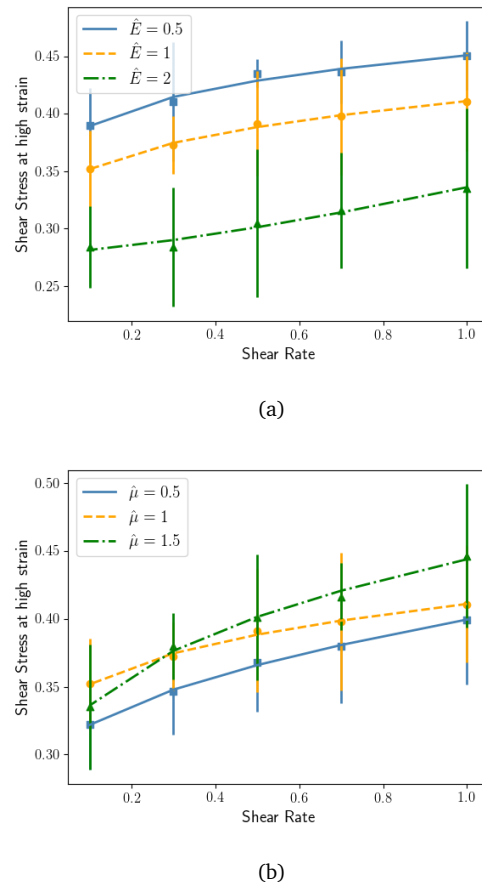 Ê = 0.5
Ê = 1
Ê = 2
0.45
0.40
0.35
0.30
0.25
Shear Stress at high strain
0.2 0.4 0.6 0.8 1.0
Shear Rate
(a)
μ̂ = 0.5
μ̂ = 1
μ̂ = 1.5
0.50
0.45
0.40
0.35
0.30
Shear Stress at high strain
0.2 0.4 0.6 0.8 1.0
Shear Rate
(b)